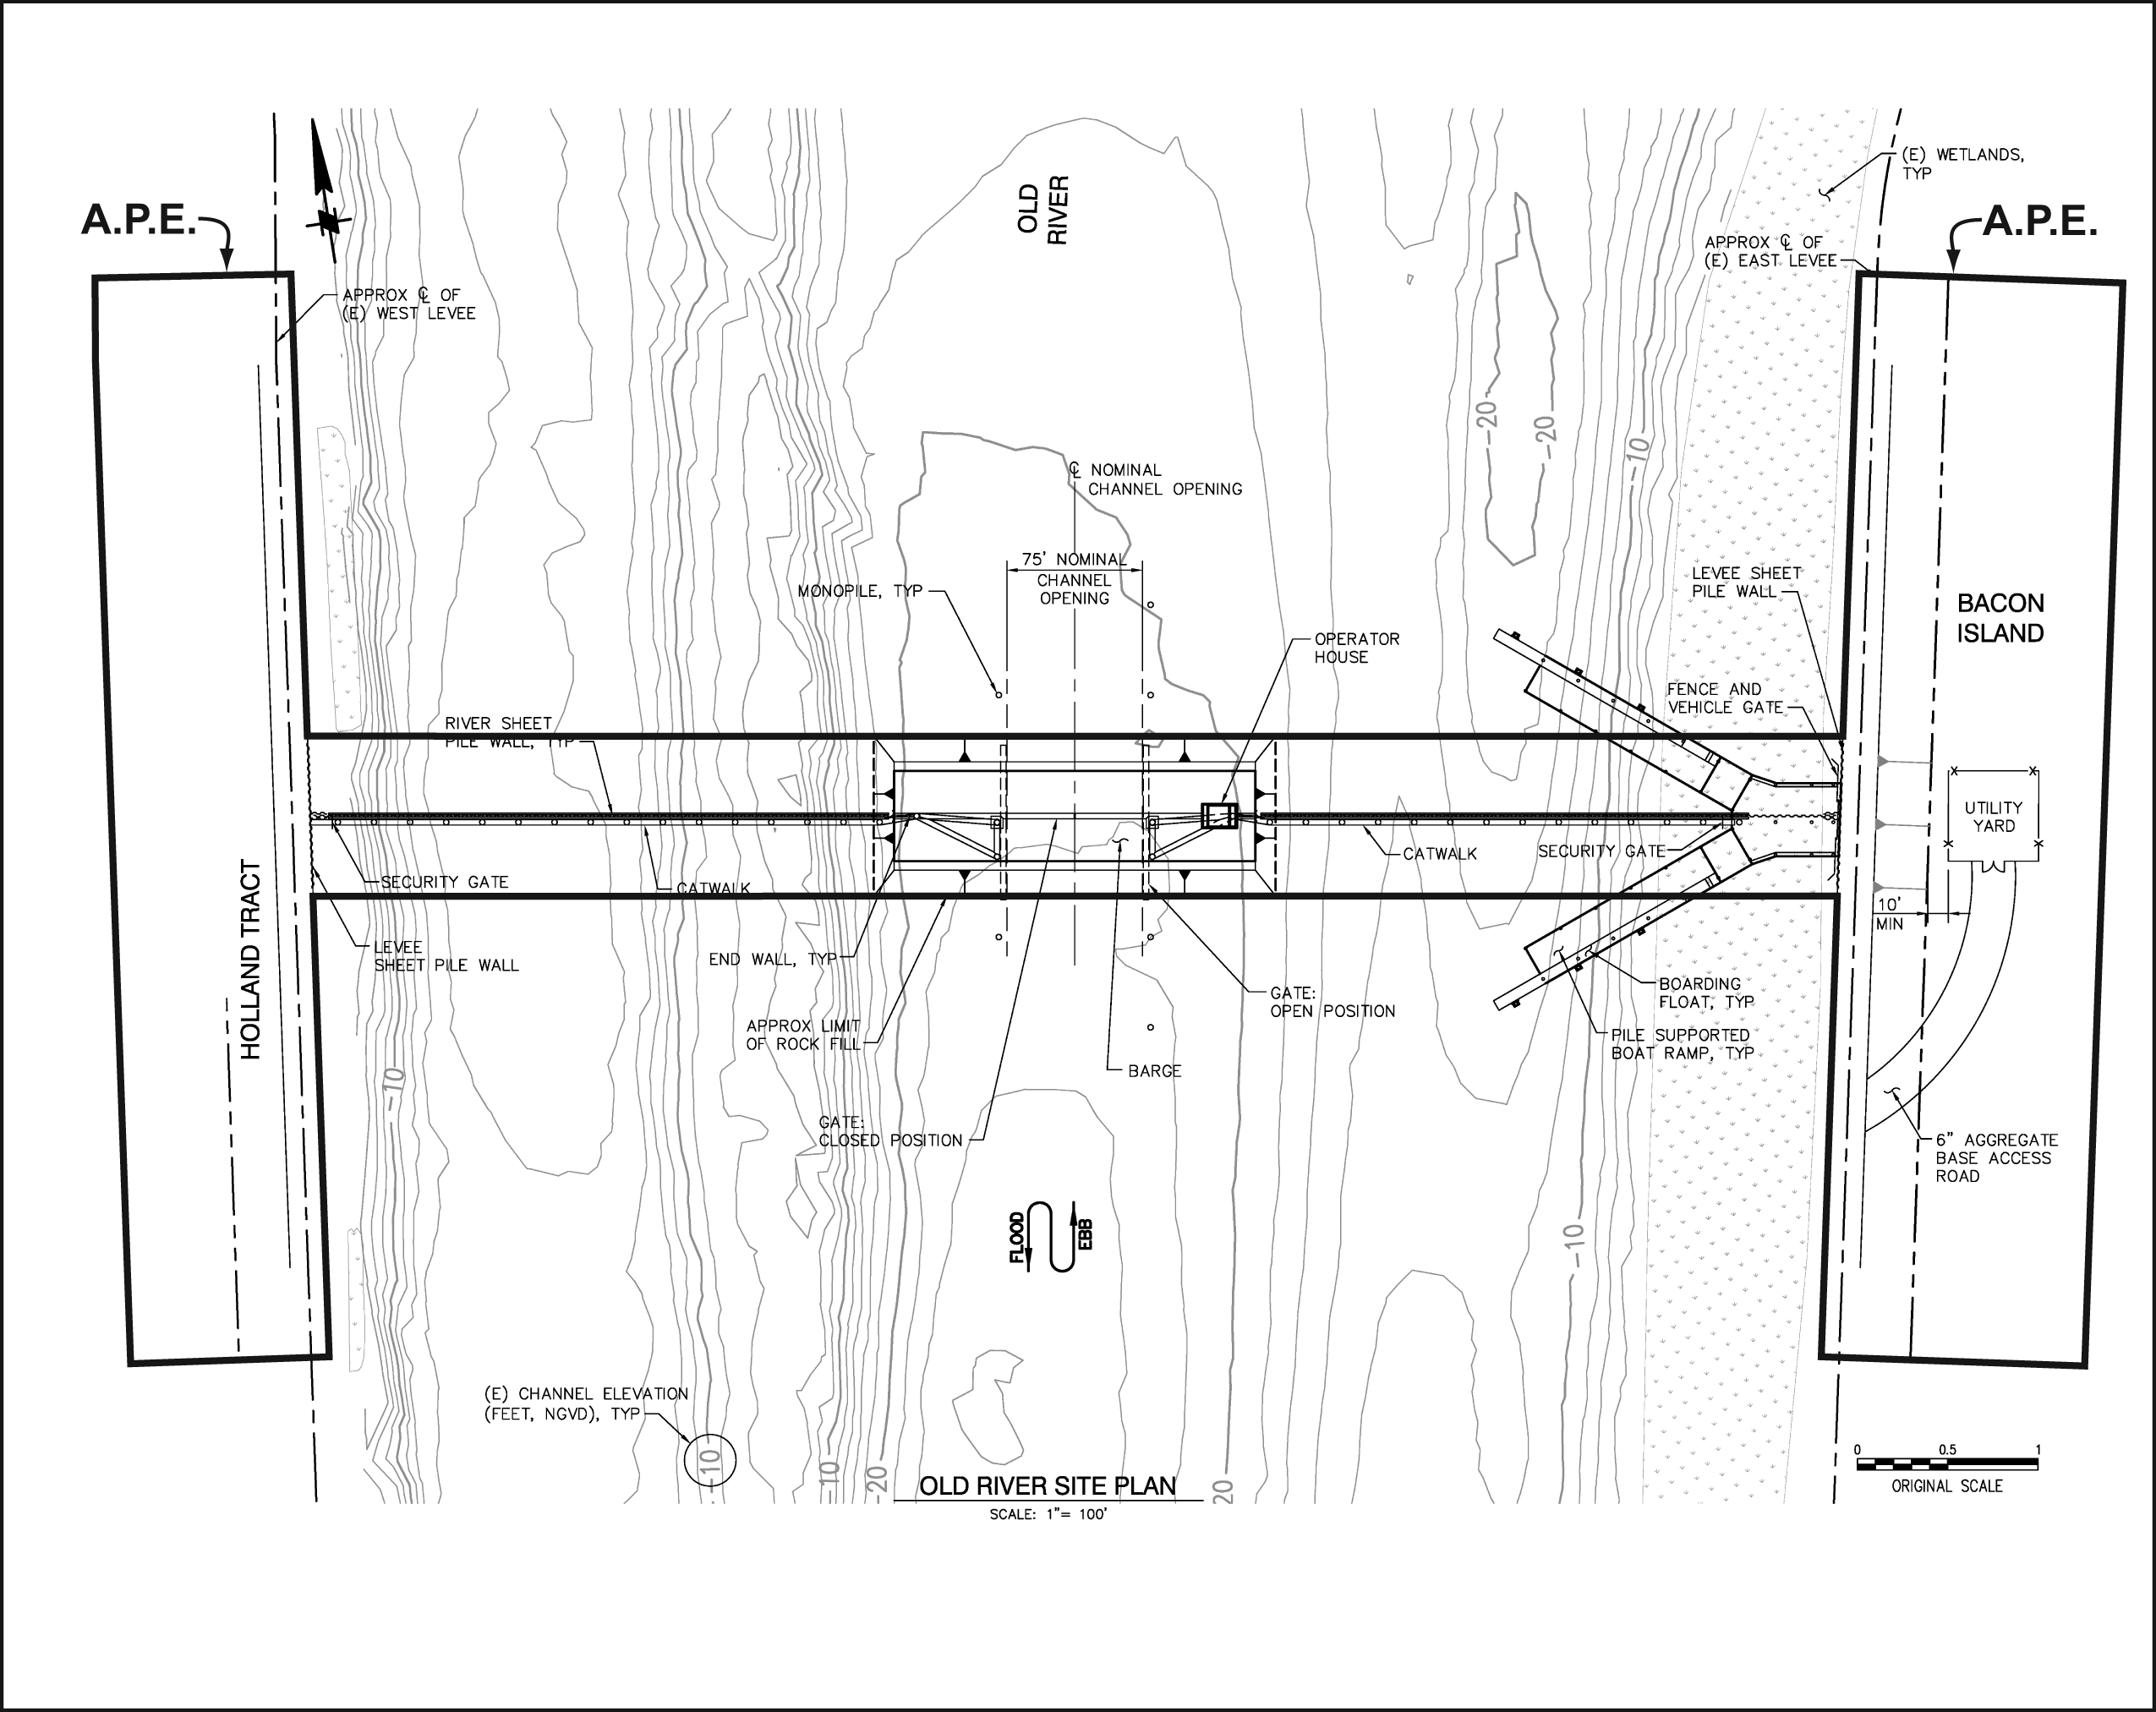 OLD
RIVER
(E) WETLANDS,
TYP
A.P.E.
A.P.E.
APPROX ℄ OF
(E) EAST LEVEE
APPROX ℄ OF
(E) WEST LEVEE
-20
-20
-10
℄ NOMINAL
CHANNEL OPENING
75' NOMINAL
CHANNEL
OPENING
MONOPILE, TYP
LEVEE SHEET
PILE WALL
BACON
ISLAND
OPERATOR
HOUSE
FENCE AND
VEHICLE GATE
RIVER SHEET
PILE WALL, TYP
UTILITY
YARD
CATWALK
SECURITY GATE
SECURITY GATE
CATWALK
HOLLAND TRACT
10'
MIN
LEVEE
SHEET PILE WALL
END WALL, TYP
GATE:
OPEN POSITION
BOARDING
FLOAT, TYP
APPROX LIMIT
OF ROCK FILL
PILE SUPPORTED
BOAT RAMP, TYP
BARGE
-10
GATE:
CLOSED POSITION
6" AGGREGATE
BASE ACCESS
ROAD
FLOOD
EBB
-10
(E) CHANNEL ELEVATION
(FEET, NGVD), TYP
-10
-10
-20
20
OLD RIVER SITE PLAN
SCALE: 1"= 100'
0 0.5 1
ORIGINAL SCALE